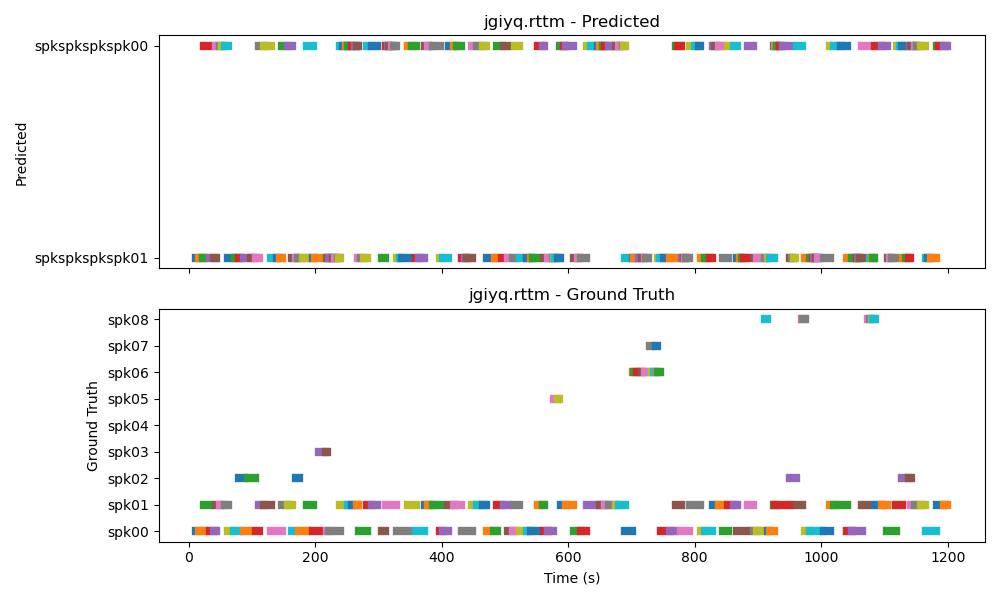 jgiyq.rttm - Predicted
spkspkspkspk00
Predicted
spkspkspkspk01
jgiyq.rttm - Ground Truth
spk08
spk07
spk06
spk05
Ground Truth
spk04
spk03
spk02
spk01
spk00
0 200 400 600 800 1000 1200
Time (s)